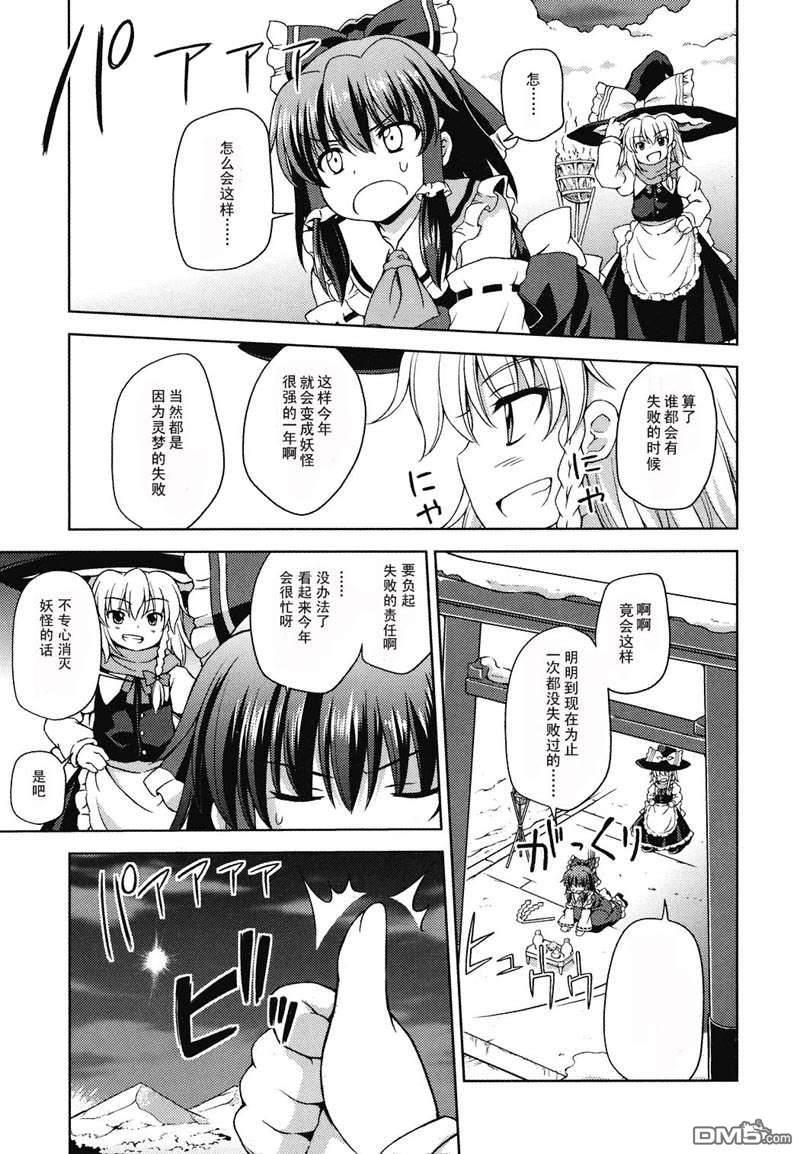 パァァァ
怎……
怎么会这样……
算了
谁都会有
失败的时候
这样今年
就会变成妖怪
很强的一年啊
当然都是
因为灵梦的失败
にゃ
にゃ
啊啊
竟会这样
明明到现在为止
一次都没失败过
的……
がっくり
ヒュウウ
要负起
失败的责任啊
……
没办法了
看起来今年
会很忙呀
不专心消灭
妖怪的话
是吧
パァァァァ
ビッ
DM5.com